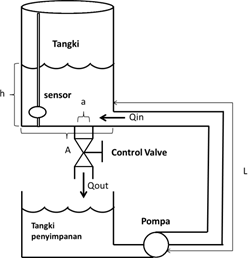 Tangki
h
sensor
a
Qin
r
A
Control Valve
L
Qout
Tangki
penyimpanan
Pompa